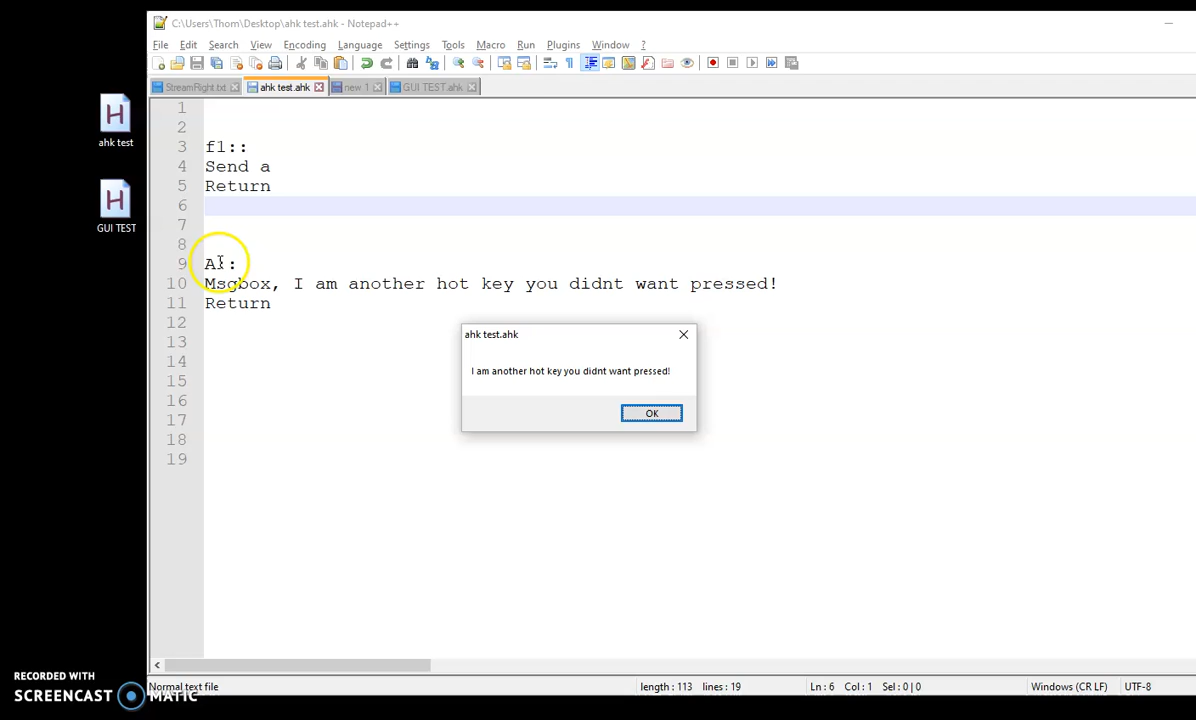 C:\Users\Thom\Desktop\ahk test.ahk - Notepad++
File Edit Search View Encoding Language Settings Tools Macro Run Plugins Window ?
StreamRight.txt ahk test.ahk new 1 GUI TEST.ahk
1
2
3 f1::
4 Send a
5 Return
6
7
8
9 A::
10 Msgbox, I am another hot key you didnt want pressed!
11 Return
12
13
14
15
16
17
18
19
ahk test
GUI TEST
ahk test.ahk
I am another hot key you didnt want pressed!
OK
RECORDED WITH
SCREENCAST MATIC
Normal text file length : 113 lines : 19 Ln : 6 Col : 1 Sel : 0 | 0 Windows (CR LF) UTF-8